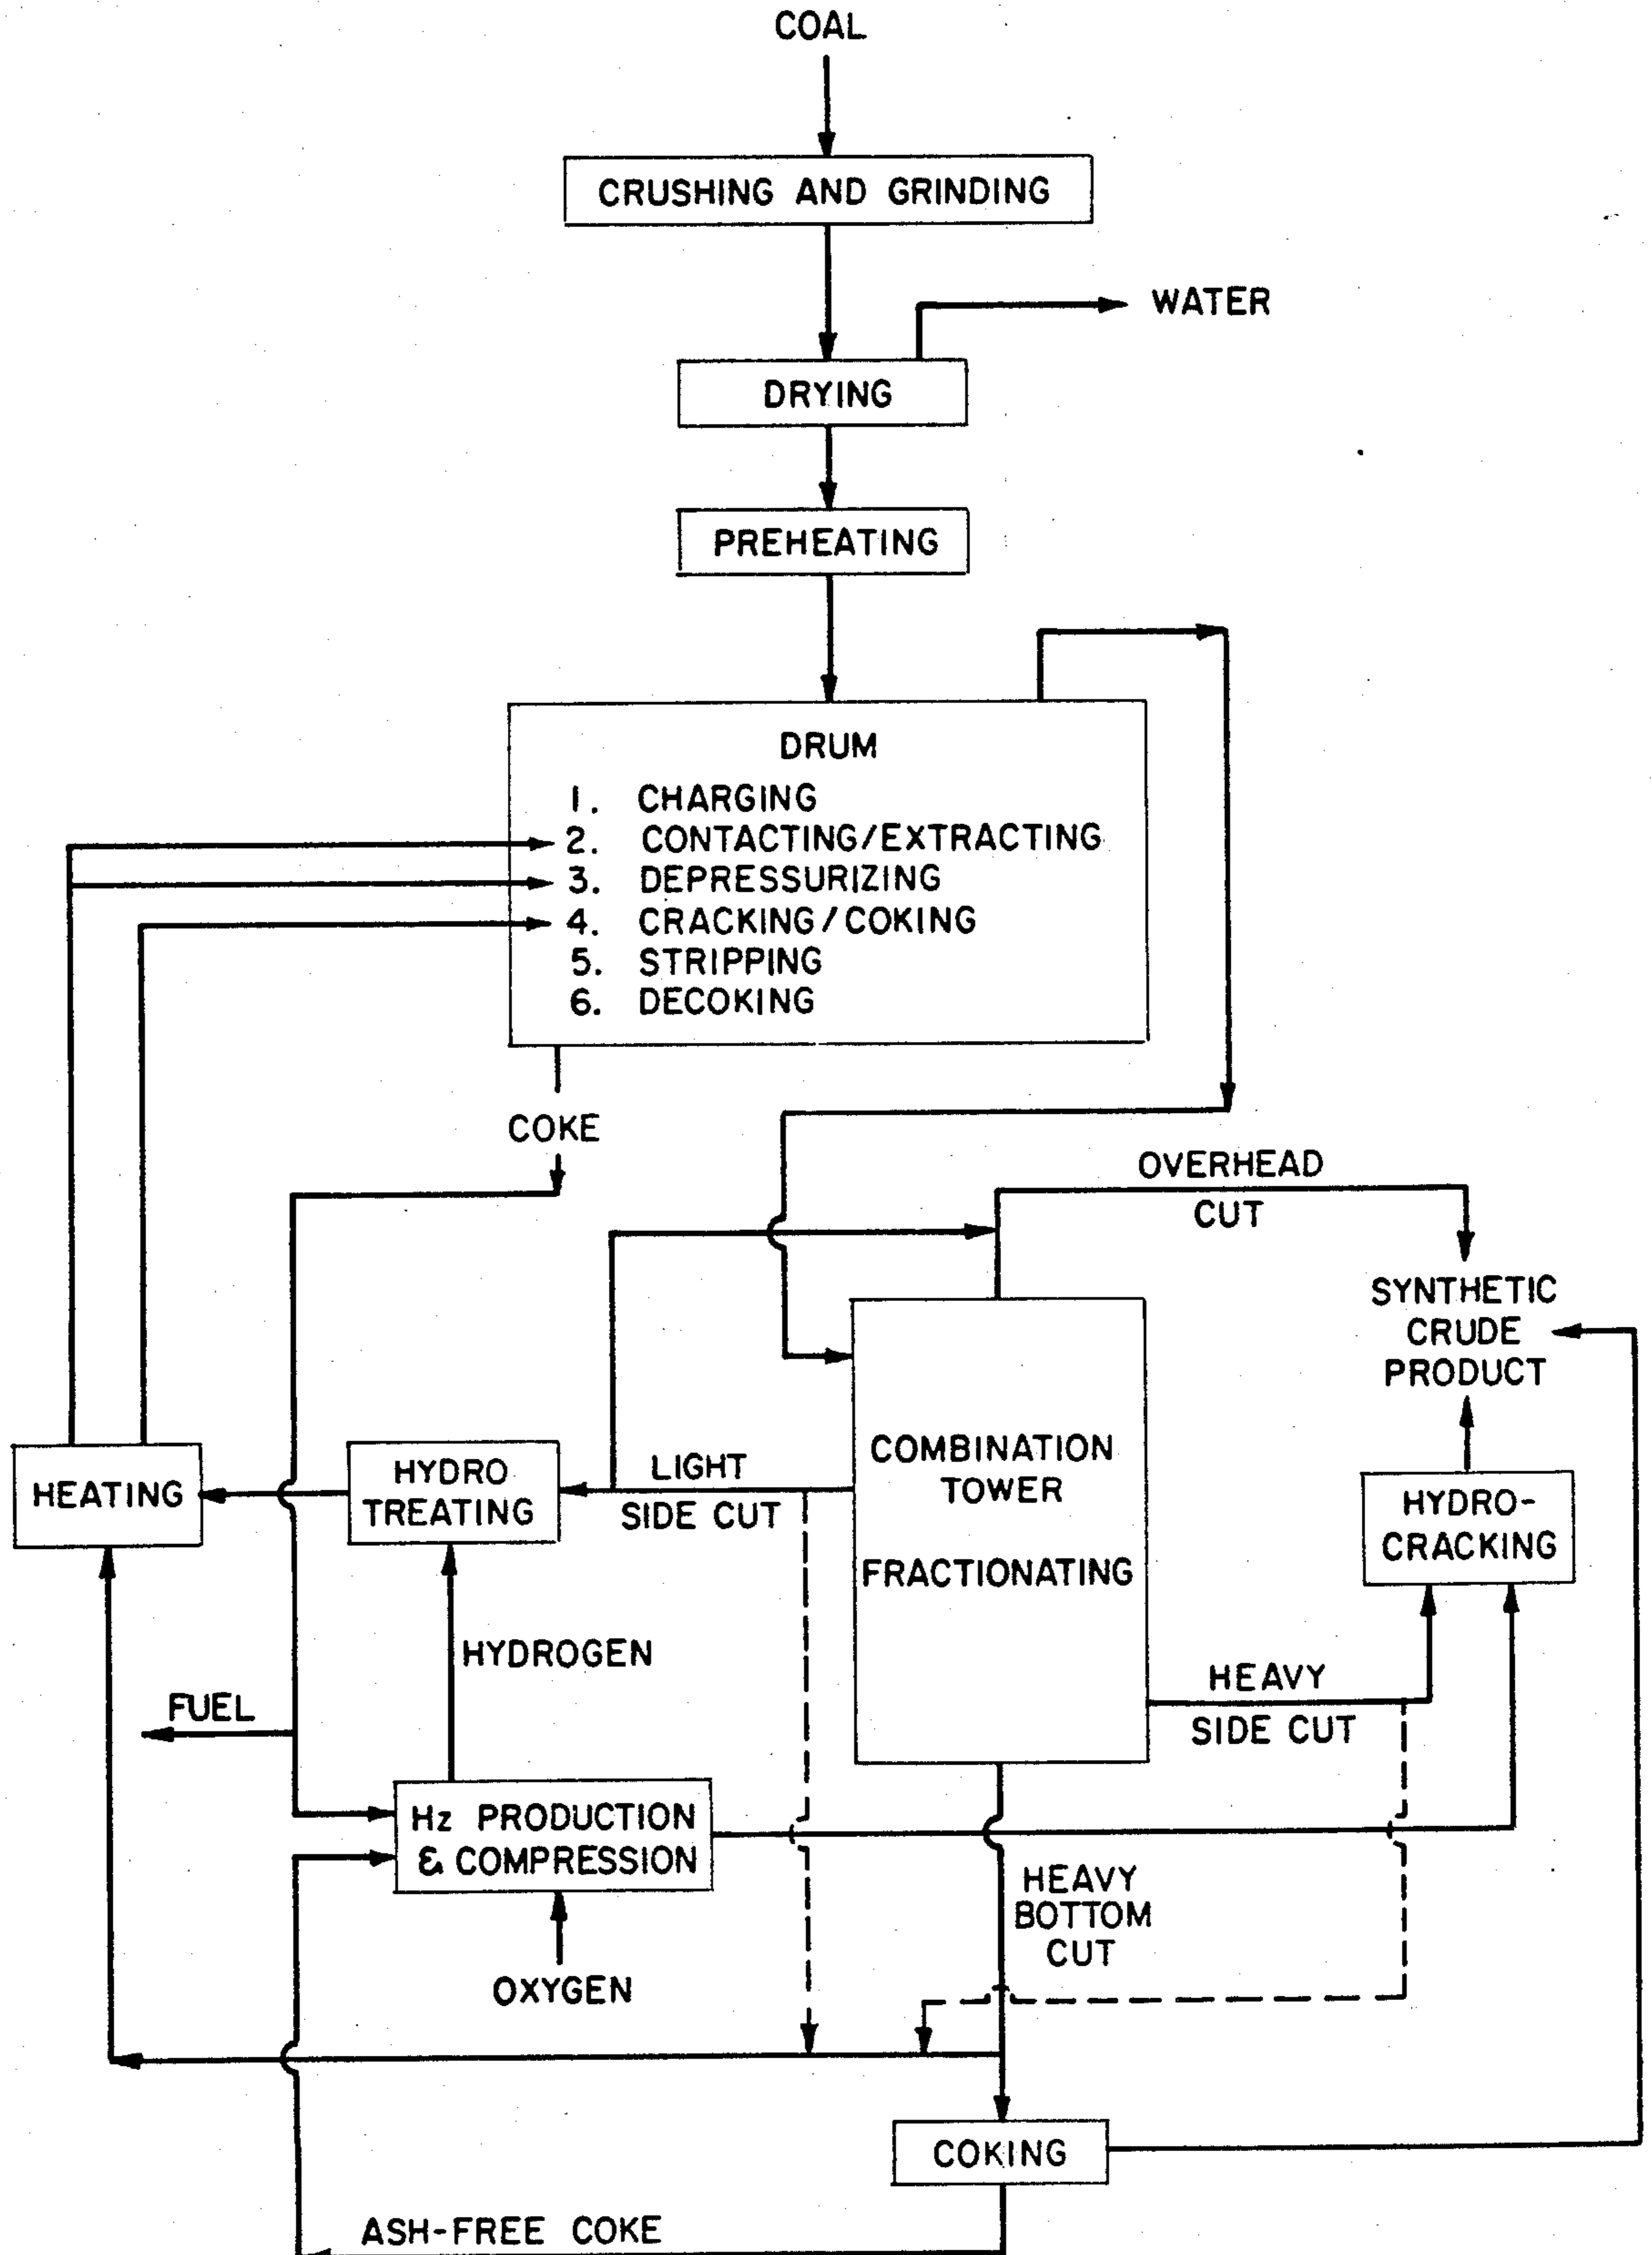 COAL
CRUSHING AND GRINDING
WATER
DRYING
PREHEATING
DRUM
1. CHARGING
2. CONTACTING/EXTRACTING
3. DEPRESSURIZING
4. CRACKING/COKING
5. STRIPPING
6. DECOKING
COKE
OVERHEAD
CUT
SYNTHETIC
CRUDE
PRODUCT
HEATING
HYDRO
TREATING
LIGHT
SIDE CUT
COMBINATION
TOWER
FRACTIONATING
HYDRO-
CRACKING
HYDROGEN
HEAVY
SIDE CUT
FUEL
Hz PRODUCTION
& COMPRESSION
HEAVY
BOTTOM
CUT
OXYGEN
COKING
ASH-FREE COKE